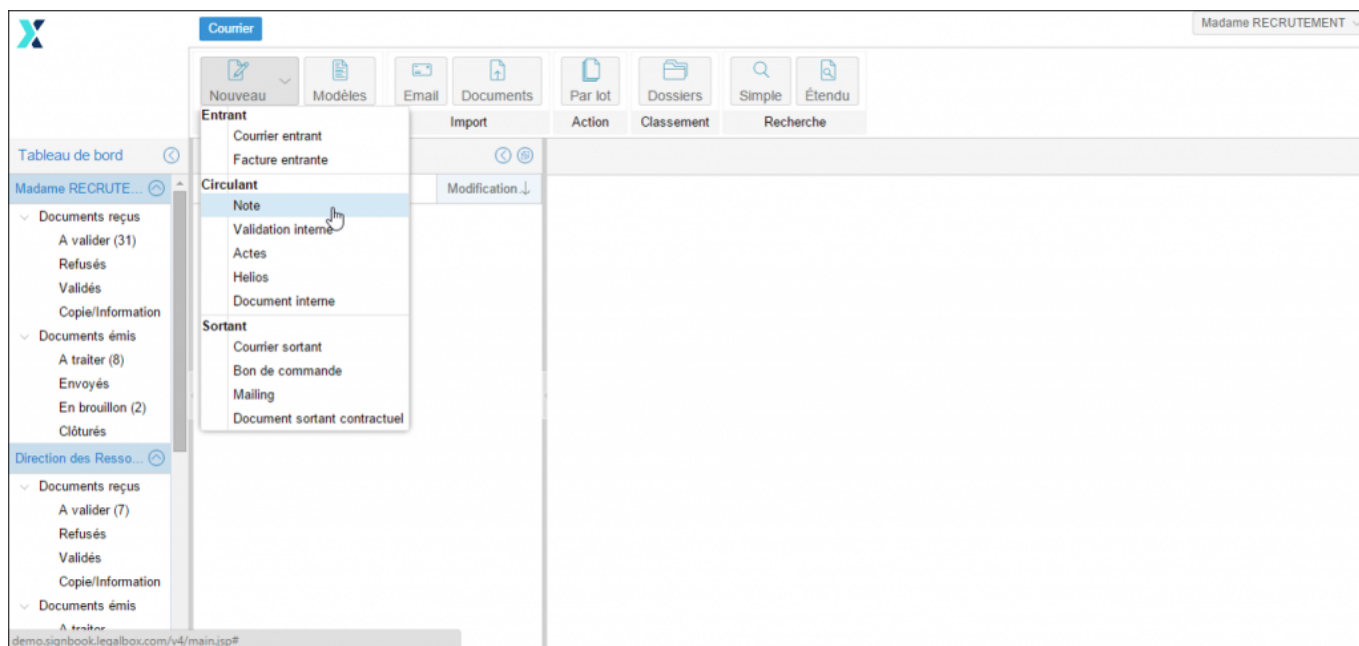 Courrier
Madame RECRUTEMENT
Nouveau
Modèles
Email
Documents
Par lot
Dossiers
Simple
Étendu
Import
Action
Classement
Recherche
Entrant
Courrier entrant
Facture entrante
Circulant
Note
Validation interne
Actes
Helios
Document interne
Sortant
Courrier sortant
Bon de commande
Mailing
Document sortant contractuel
Modification
Tableau de bord
Madame RECRUTE...
Documents reçus
A valider (31)
Refusés
Validés
Copie/Information
Documents émis
A traiter (8)
Envoyés
En brouillon (2)
Clôturés
Direction des Resso...
Documents reçus
A valider (7)
Refusés
Validés
Copie/Information
Documents émis
A traiter
demo.signbook.legalbox.com/v4/main.jsp#